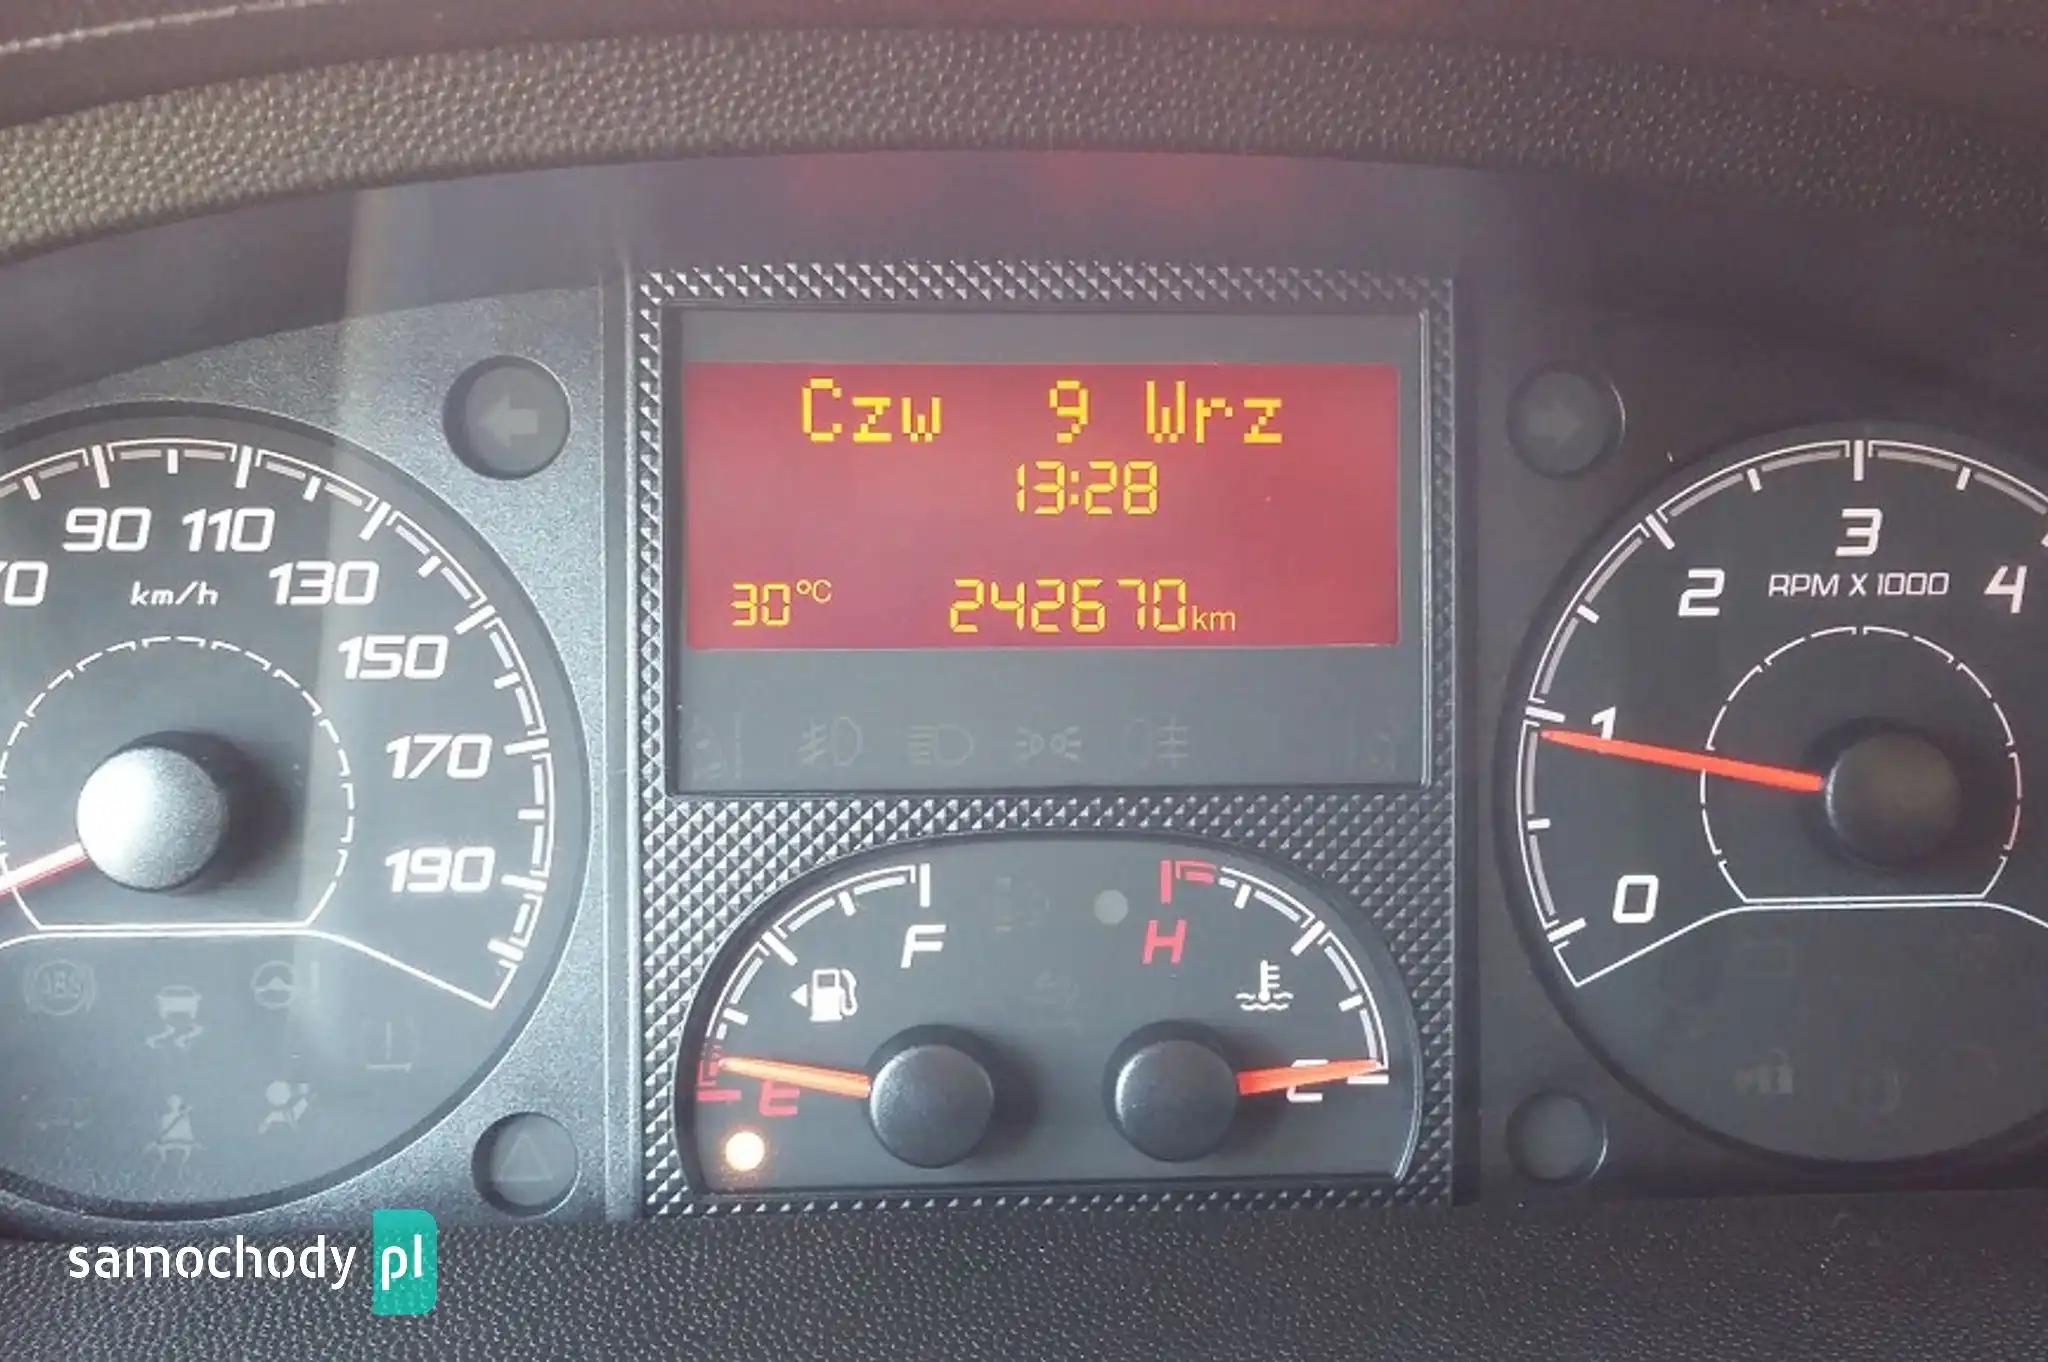 Czw 9 Wrz
13:28
30°C 242670km
90 110
km/h 130
150
170
190
3
2 RPM X 1000 4
1
0
F H
E C
ABS
samochody pl